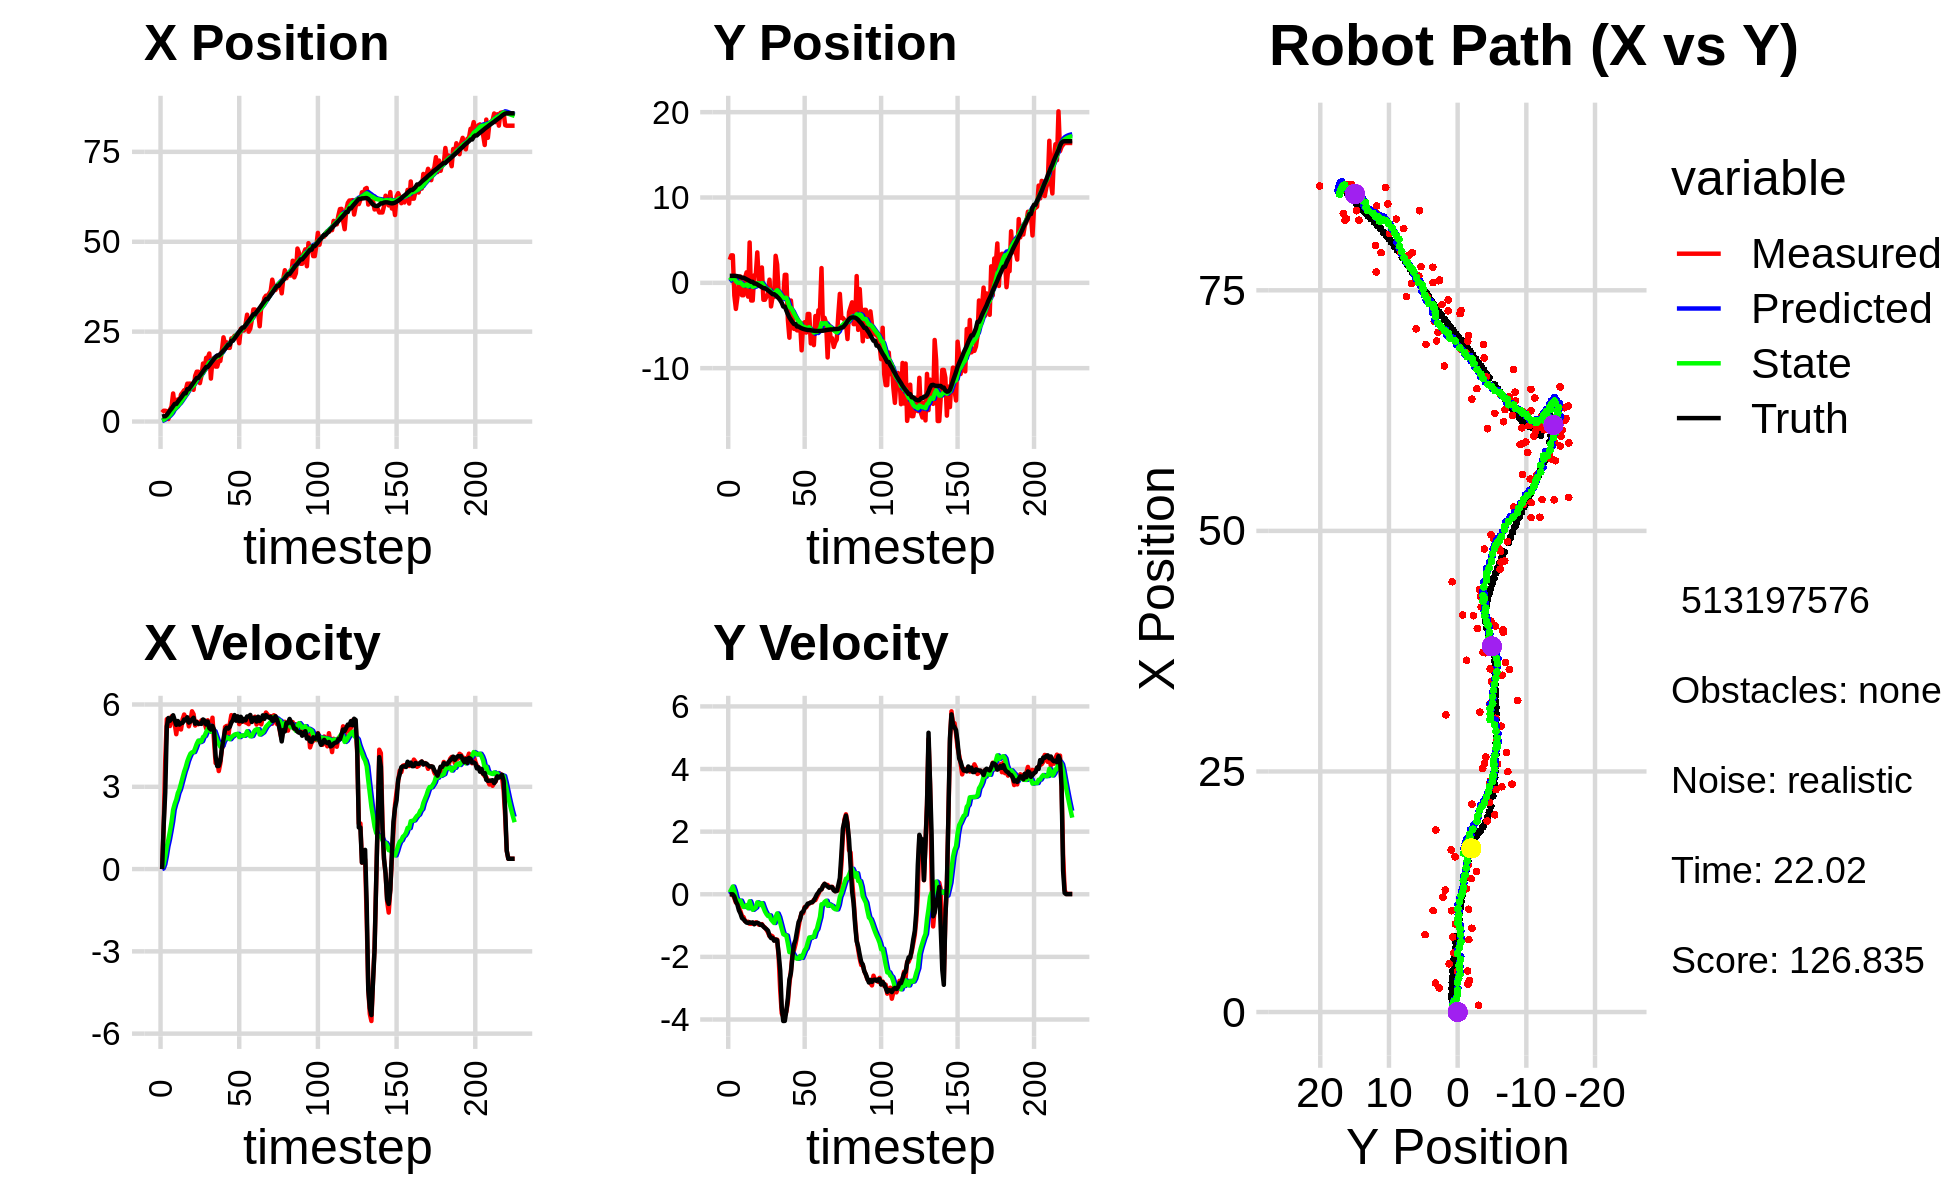 X Position
75
50
25
0
0
50
100
150
200
timestep
Y Position
20
10
0
-10
0
50
100
150
200
timestep
X Velocity
6
3
0
-3
-6
0
50
100
150
200
timestep
Y Velocity
6
4
2
0
-2
-4
0
50
100
150
200
timestep
Robot Path (X vs Y)
X Position
75
50
25
0
20 10 0 -10 -20
Y Position
variable
Measured
Predicted
State
Truth
513197576
Obstacles: none
Noise: realistic
Time: 22.02
Score: 126.835